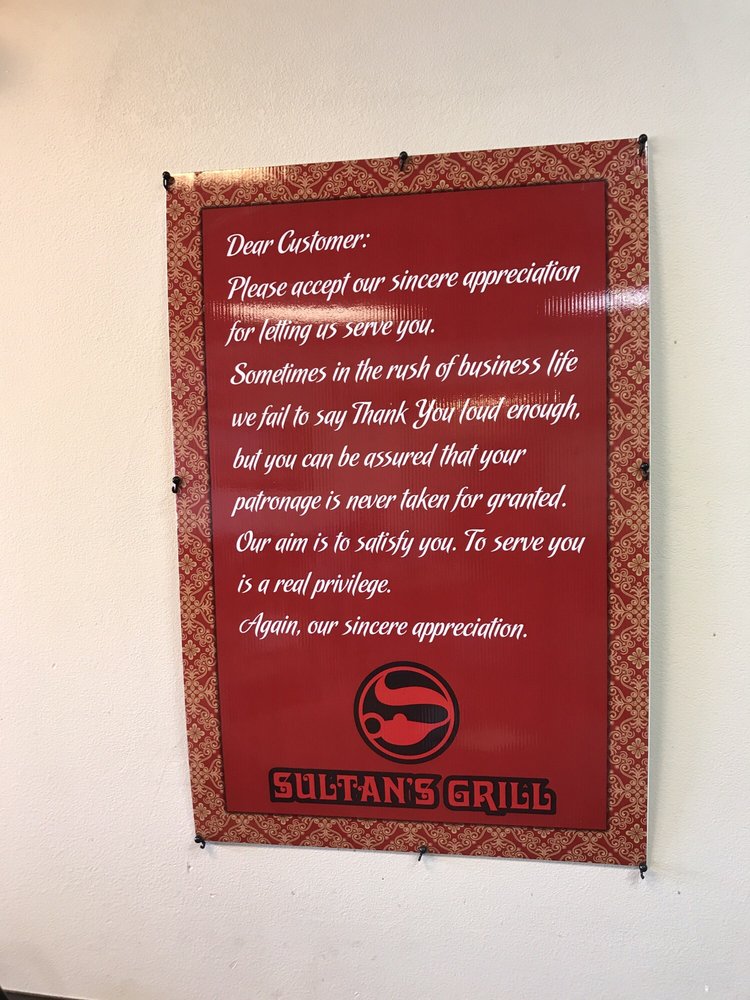 Dear Customer:
Please accept our sincere appreciation
for letting us serve you.
Sometimes in the rush of business life
we fail to say Thank You loud enough,
but you can be assured that your
patronage is never taken for granted.
Our aim is to satisfy you. To serve you
is a real privilege.
Again, our sincere appreciation.
SULTAN'S GRILL